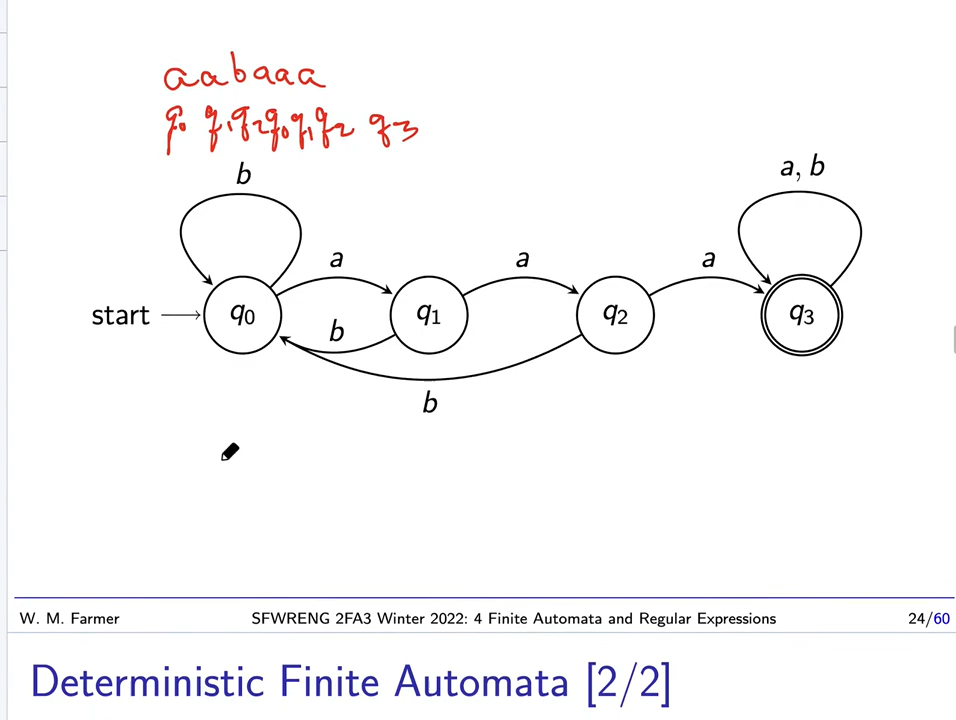 aabaaa
q0 q1 q2 q0 q1 q2 q3
b
a, b
a
a
a
start
q0
q1
q2
q3
b
b
W. M. Farmer
SFWRENG 2FA3 Winter 2022: 4 Finite Automata and Regular Expressions
24/60
Deterministic Finite Automata [2/2]